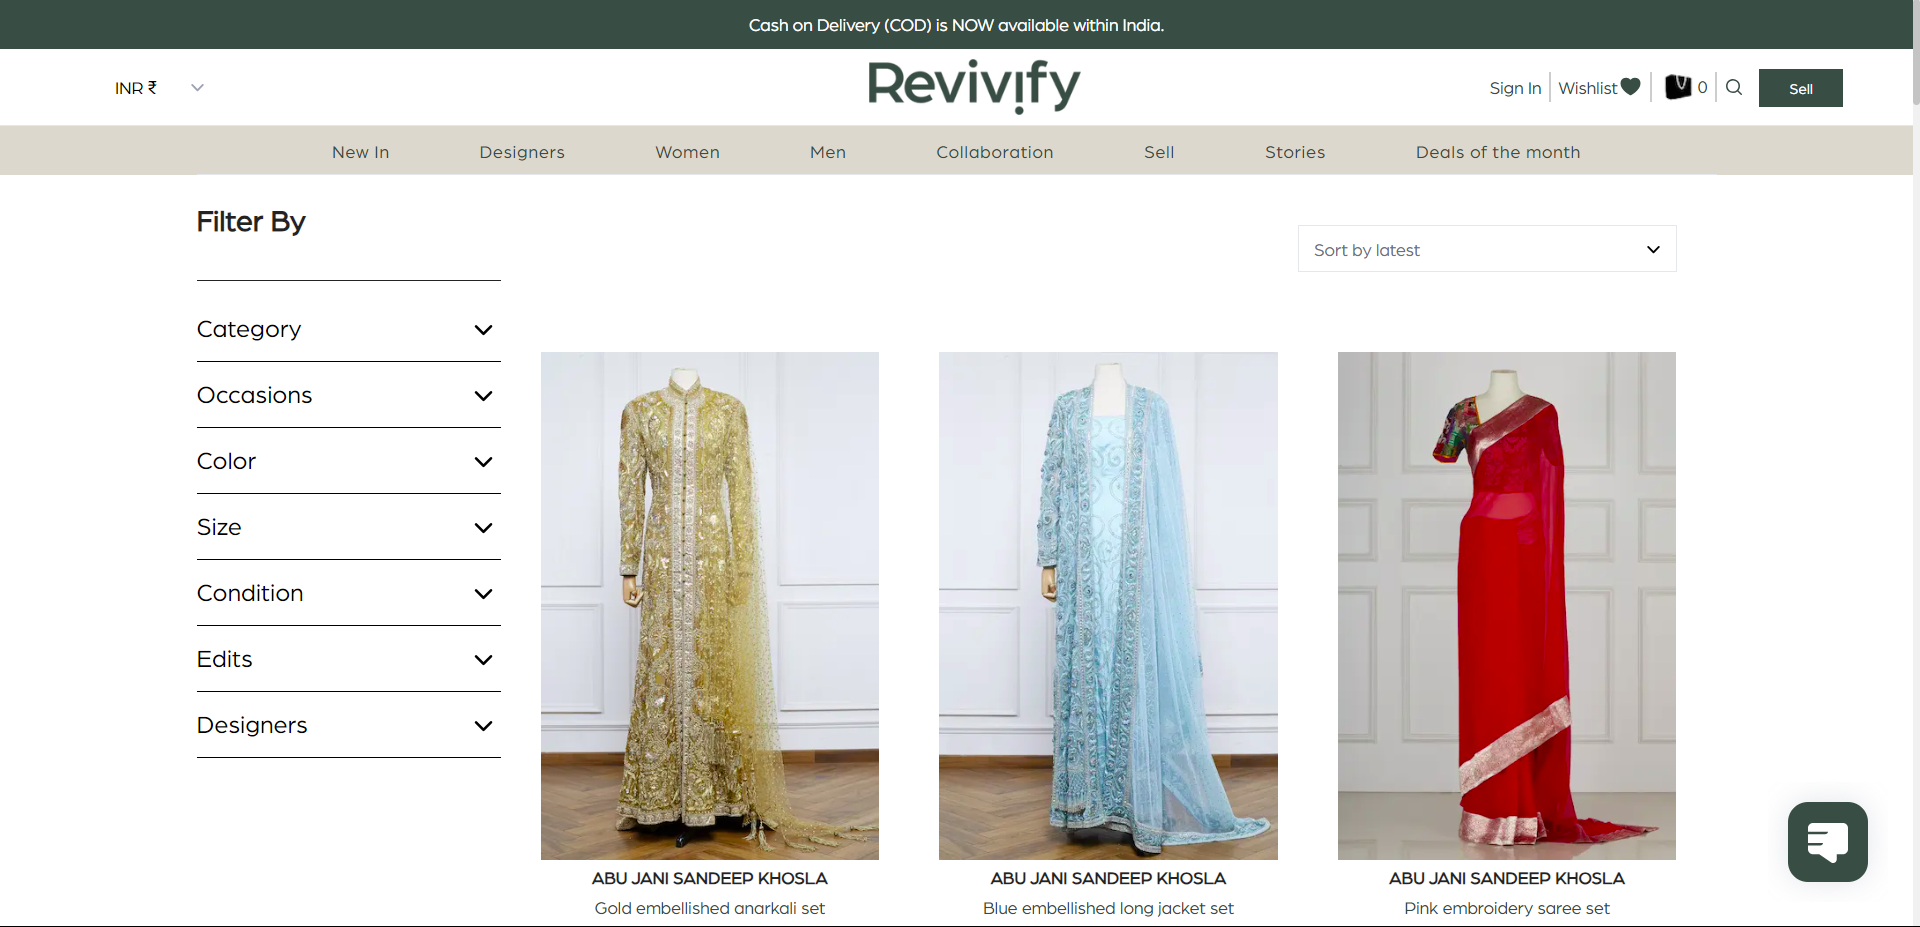 Cash on Delivery (COD) is NOW available within India.
INR ₹
Revivify
Sign In
Wishlist
0
Sell
New In
Designers
Women
Men
Collaboration
Sell
Stories
Deals of the month
Filter By
Sort by latest
Category
Occasions
Color
Size
Condition
Edits
Designers
ABU JANI SANDEEP KHOSLA
Gold embellished anarkali set
ABU JANI SANDEEP KHOSLA
Blue embellished long jacket set
ABU JANI SANDEEP KHOSLA
Pink embroidery saree set